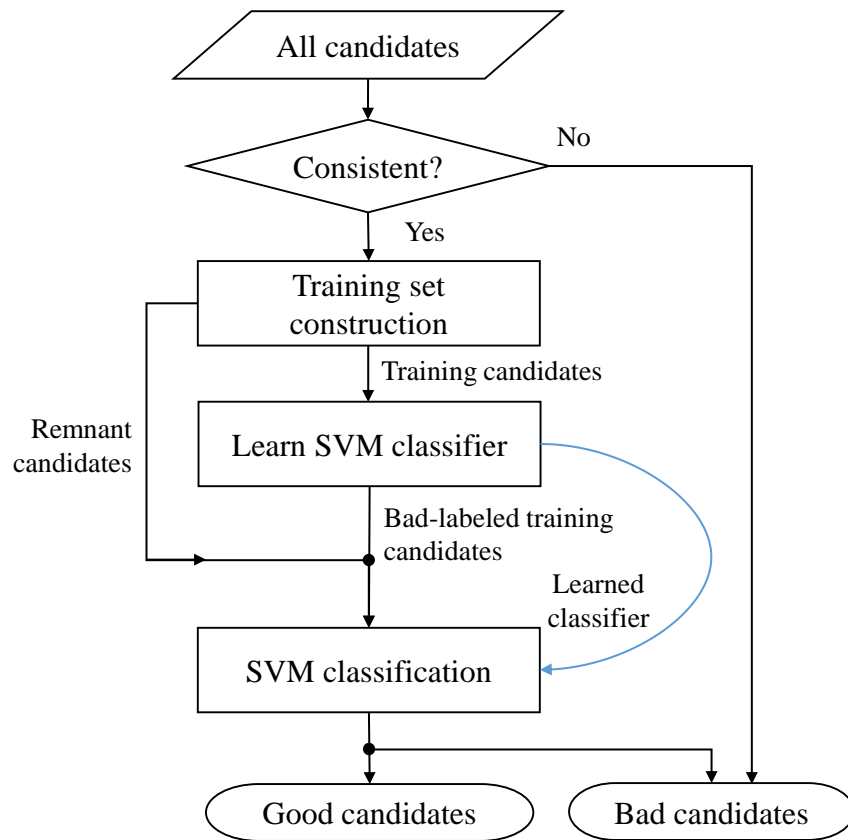 All candidates
No
Consistent?
Yes
Training set
construction
Training candidates
Remnant
candidates
Learn SVM classifier
Bad-labeled training
candidates
Learned
classifier
SVM classification
Good candidates
Bad candidates